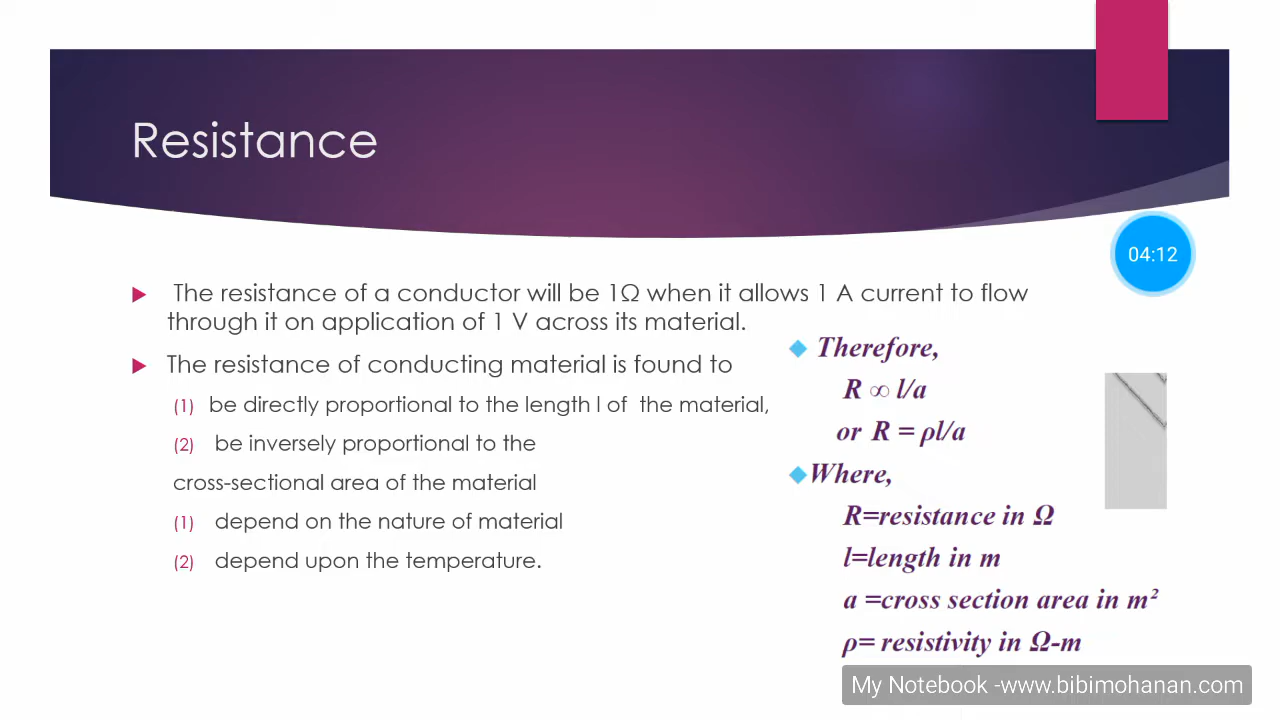 Resistance
04:12
The resistance of a conductor will be 1Ω when it allows 1 A current to flow
through it on application of 1 V across its material.
The resistance of conducting material is found to
(1) be directly proportional to the length l of the material,
(2) be inversely proportional to the
cross-sectional area of the material
(1) depend on the nature of material
(2) depend upon the temperature.
Therefore,
R ∞ l/a
or R = ρl/a
Where,
R=resistance in Ω
l=length in m
a =cross section area in m²
ρ= resistivity in Ω-m
My Notebook -www.bibimohanan.com